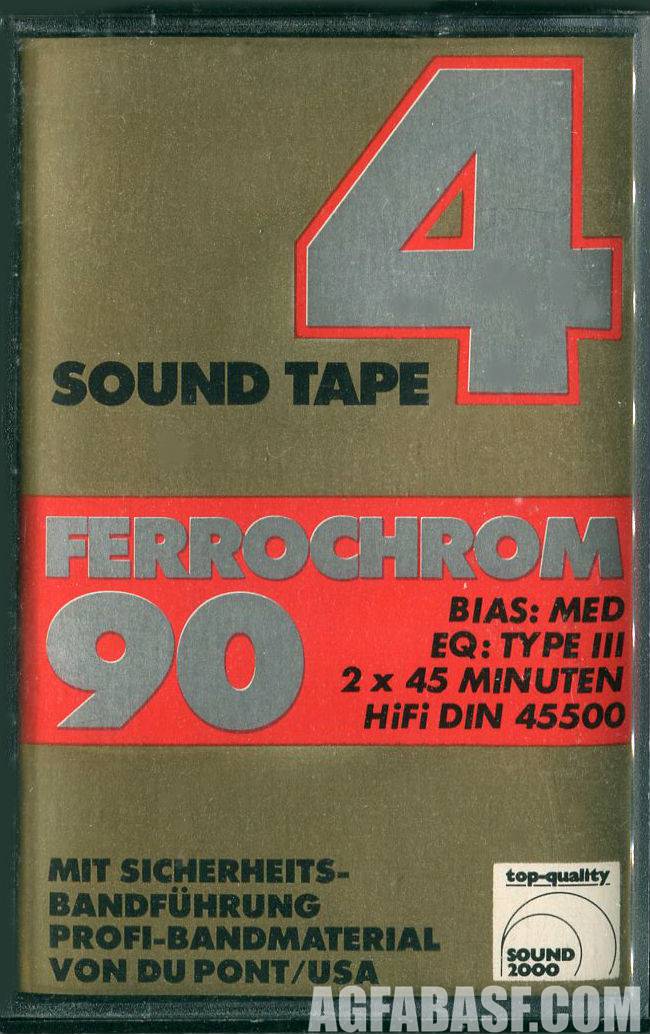 4
SOUND TAPE
FERROCHROM
90
BIAS: MED
EQ: TYPE III
2 x 45 MINUTEN
HiFi DIN 45500
MIT SICHERHEITS-
BANDFÜHRUNG
PROFI-BANDMATERIAL
VON DU PONT/USA
top-quality
SOUND
2000
AGFABASF.COM